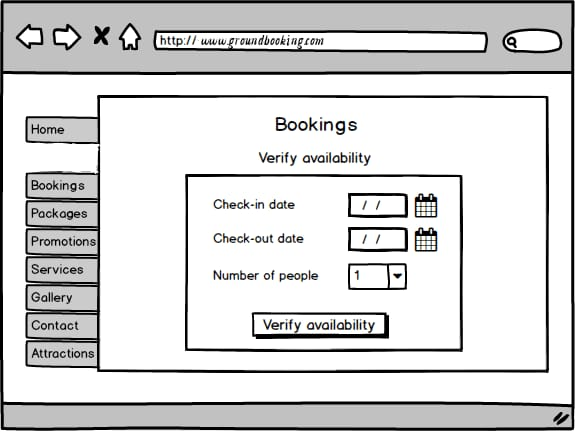 http:// www.groundbooking.com
Home
Bookings
Packages
Promotions
Services
Gallery
Contact
Attractions
Bookings
Verify availability
Check-in date / /
Check-out date / /
Number of people 1
Verify availability